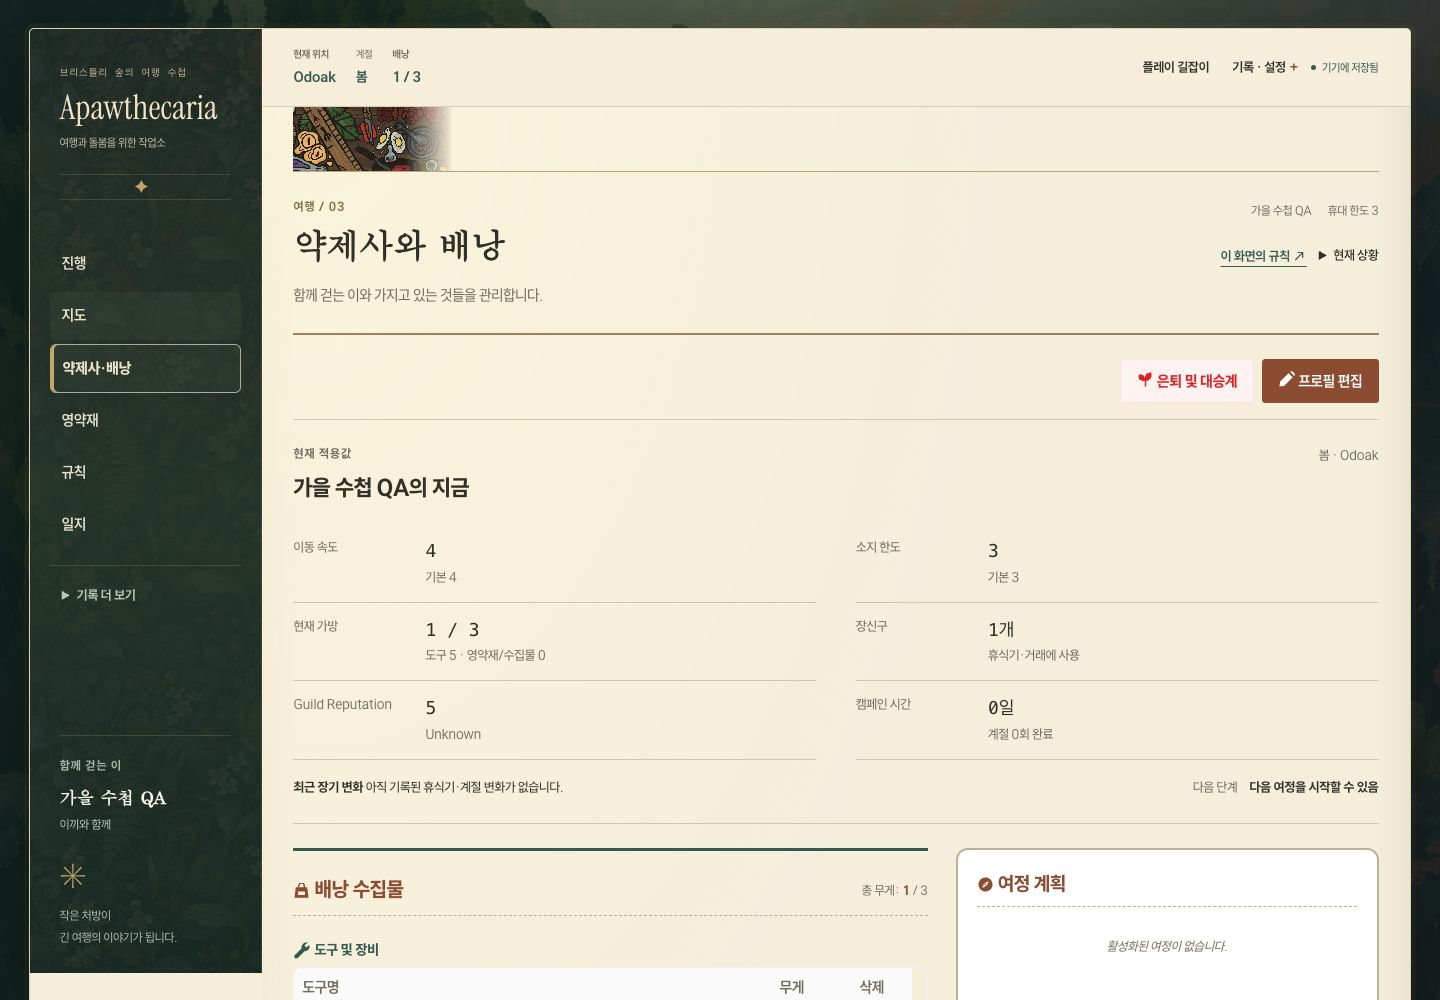 브리스틀리 숲의 여행 수첩
Apawthecaria
여행과 돌봄을 위한 작업소
진행
지도
약제사·배낭
영약재
규칙
일지
▶ 기록 더 보기
함께 걷는 이
가을 수첩 QA
이끼와 함께
작은 처방이
긴 여행의 이야기가 됩니다.
현재 위치 계절 배낭
Odoak 봄 1 / 3
플레이 길잡이 기록 · 설정 + • 기기에 저장됨
여행 / 03
가을 수첩 QA 휴대 한도 3
약제사와 배낭
이 화면의 규칙 ↗ ▶ 현재 상황
함께 걷는 이와 가지고 있는 것들을 관리합니다.
은퇴 및 대승계 프로필 편집
현재 적용값
봄 · Odoak
가을 수첩 QA의 지금
이동 속도 4
기본 4
소지 한도 3
기본 3
현재 가방 1 / 3
도구 5 · 영약재/수집물 0
장신구 1개
휴식기·거래에 사용
Guild Reputation 5
Unknown
캠페인 시간 0일
계절 0회 완료
최근 장기 변화 아직 기록된 휴식기·계절 변화가 없습니다.
다음 단계 다음 여정을 시작할 수 있음
배낭 수집물
총 무게: 1 / 3
도구 및 장비
도구명 무게 삭제
여정 계획
활성화된 여정이 없습니다.